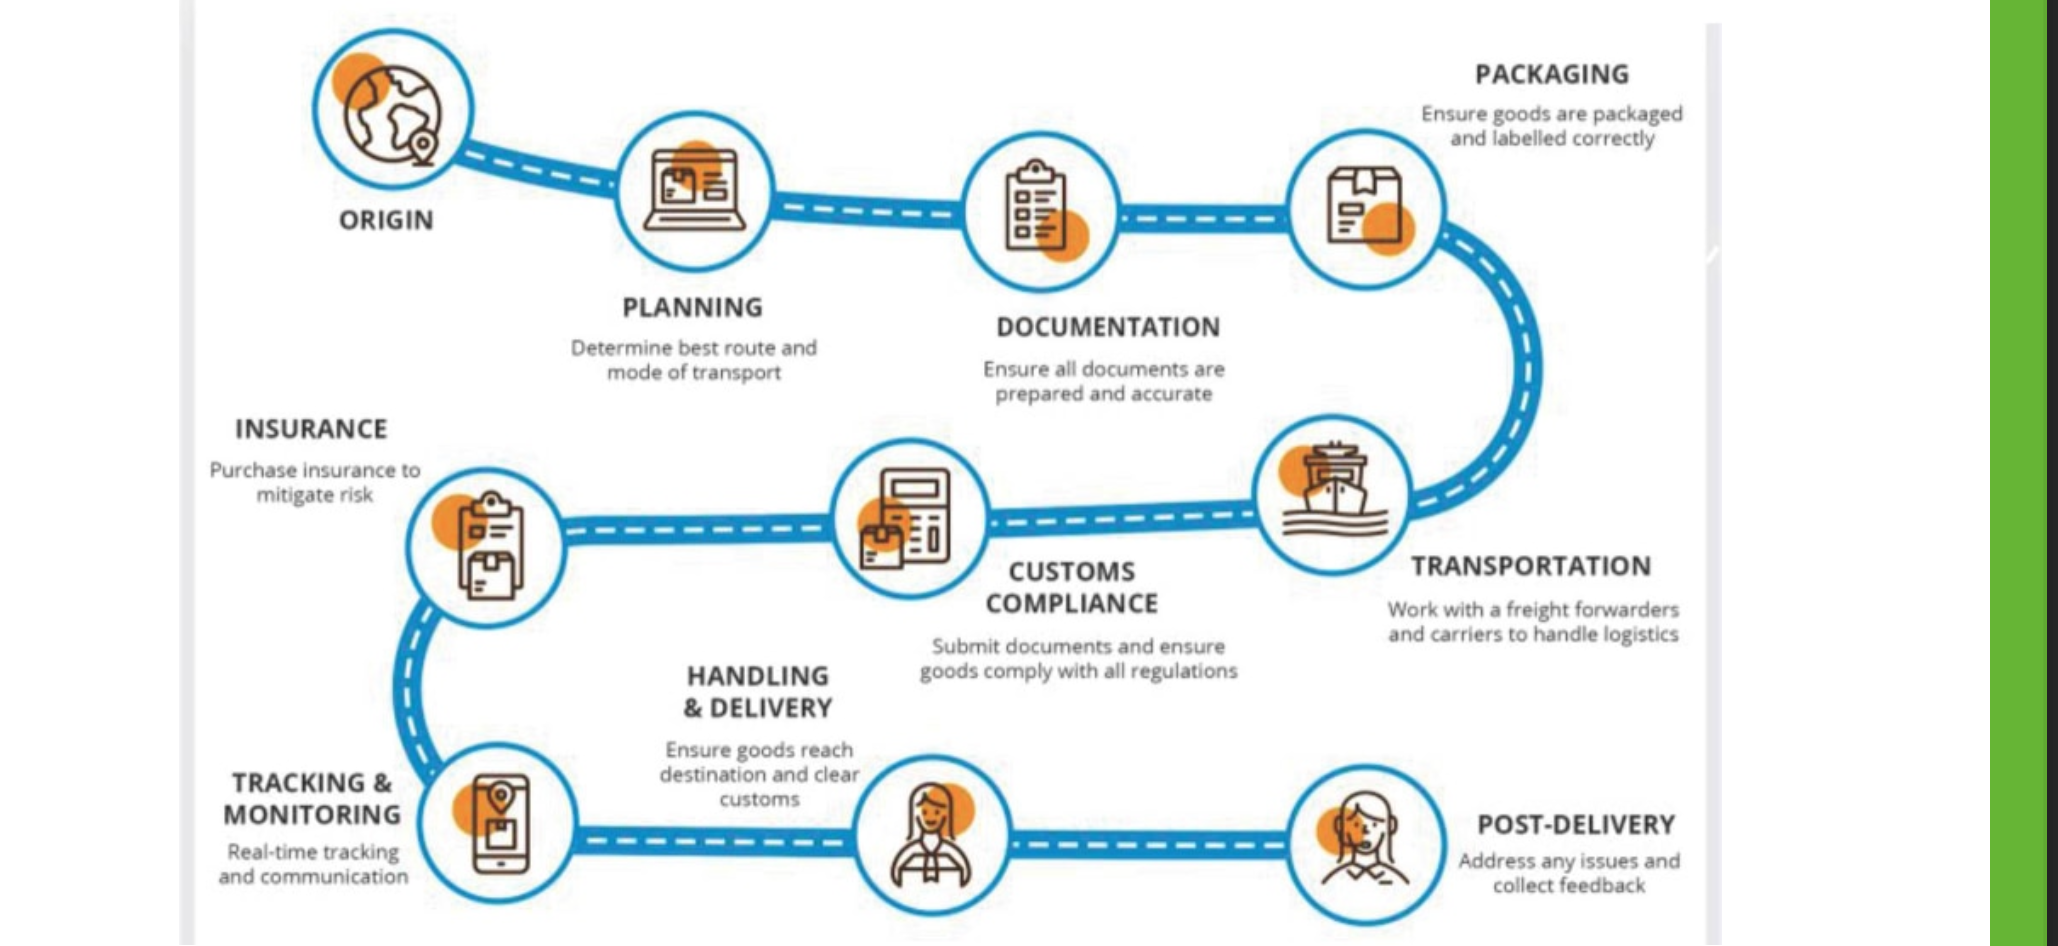 ORIGIN
PLANNING
Determine best route and
mode of transport
DOCUMENTATION
Ensure all documents are
prepared and accurate
PACKAGING
Ensure goods are packaged
and labelled correctly
TRANSPORTATION
Work with a freight forwarders
and carriers to handle logistics
CUSTOMS
COMPLIANCE
Submit documents and ensure
goods comply with all regulations
INSURANCE
Purchase insurance to
mitigate risk
TRACKING &
MONITORING
Real-time tracking
and communication
HANDLING
& DELIVERY
Ensure goods reach
destination and clear
customs
POST-DELIVERY
Address any issues and
collect feedback